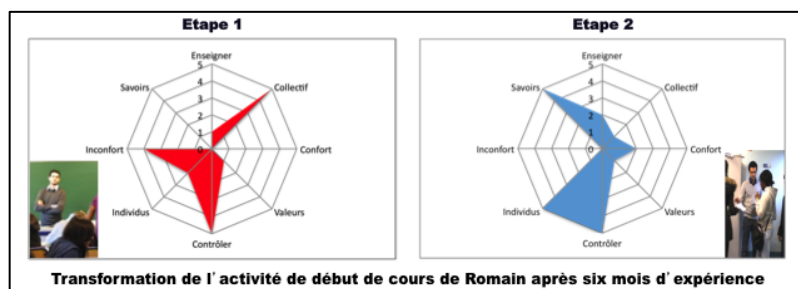 Etape 1
Enseigner
Collectif
Confort
Valeurs
Contrôler
Individus
Inconfort
Savoirs
5
4
3
2
1
0
Etape 2
Enseigner
Collectif
Confort
Valeurs
Contrôler
Individus
Inconfort
Savoirs
5
4
3
2
1
0
Transformation de l' activité de début de cours de Romain après six mois d' expérience